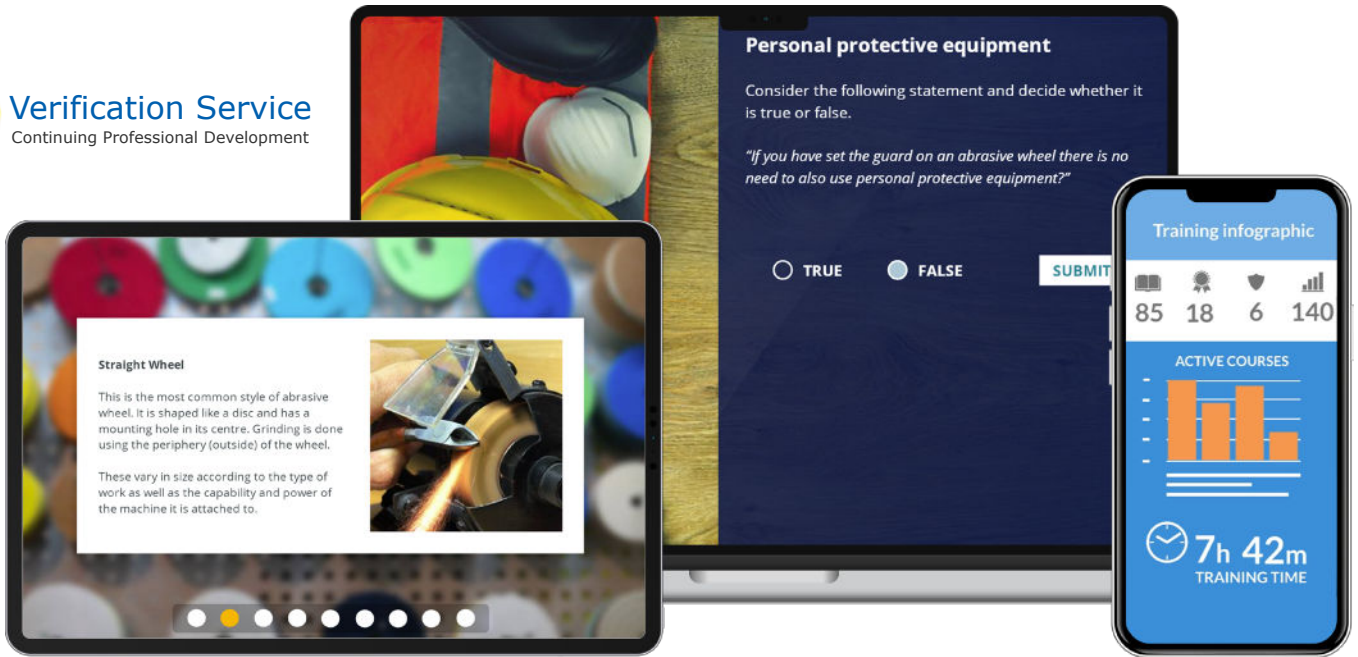 Verification Service
Continuing Professional Development
Personal protective equipment
Consider the following statement and decide whether it
is true or false.
“If you have set the guard on an abrasive wheel there is no
need to also use personal protective equipment?”
TRUE
FALSE
SUBMIT
Straight Wheel
This is the most common style of abrasive
wheel. It is shaped like a disc and has a
mounting hole in its centre. Grinding is done
using the periphery (outside) of the wheel.
These vary in size according to the type of
work as well as the capability and power of
the machine it is attached to.
Training infographic
85 18 6 140
ACTIVE COURSES
7h 42m
TRAINING TIME